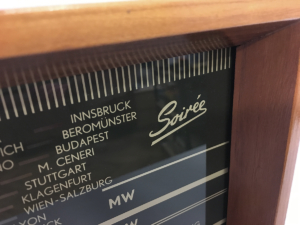 INNSBRUCK
BEROMÜNSTER
BUDAPEST
M. CENERI
STUTTGART
KLAGENFURT
WIEN-SALZBURG
MW
Soirée